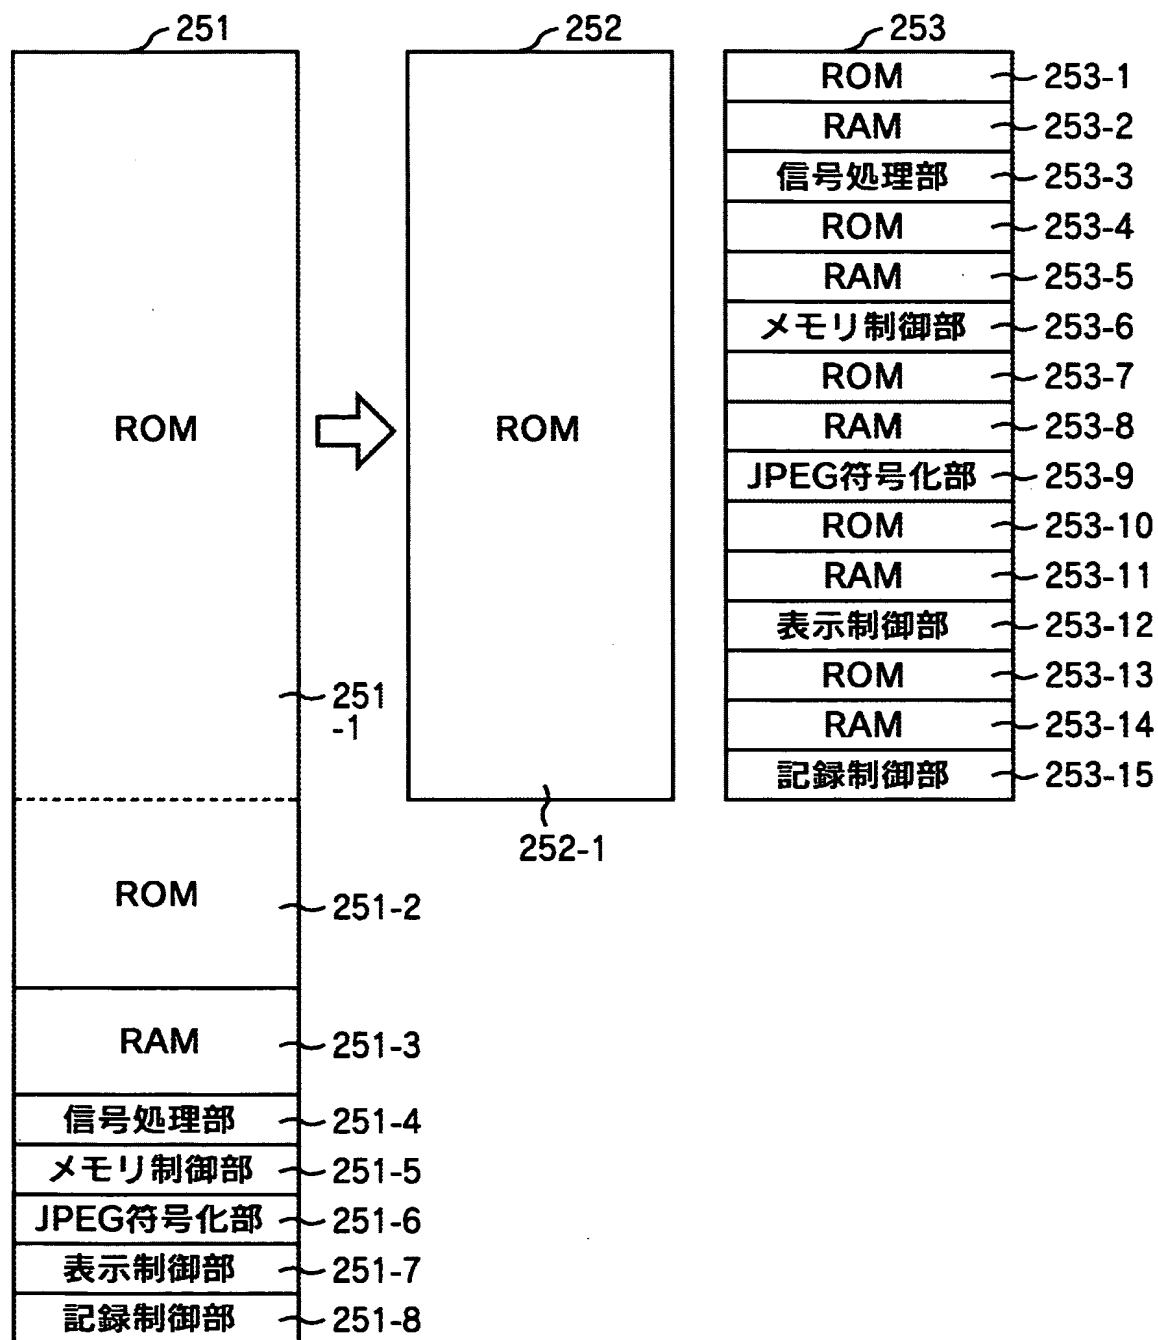 251
ROM
251
-1
ROM
251-2
RAM
251-3
信号処理部
251-4
メモリ制御部
251-5
JPEG符号化部
251-6
表示制御部
251-7
記録制御部
251-8
252
ROM
252-1
253
ROM
253-1
RAM
253-2
信号処理部
253-3
ROM
253-4
RAM
253-5
メモリ制御部
253-6
ROM
253-7
RAM
253-8
JPEG符号化部
253-9
ROM
253-10
RAM
253-11
表示制御部
253-12
ROM
253-13
RAM
253-14
記録制御部
253-15